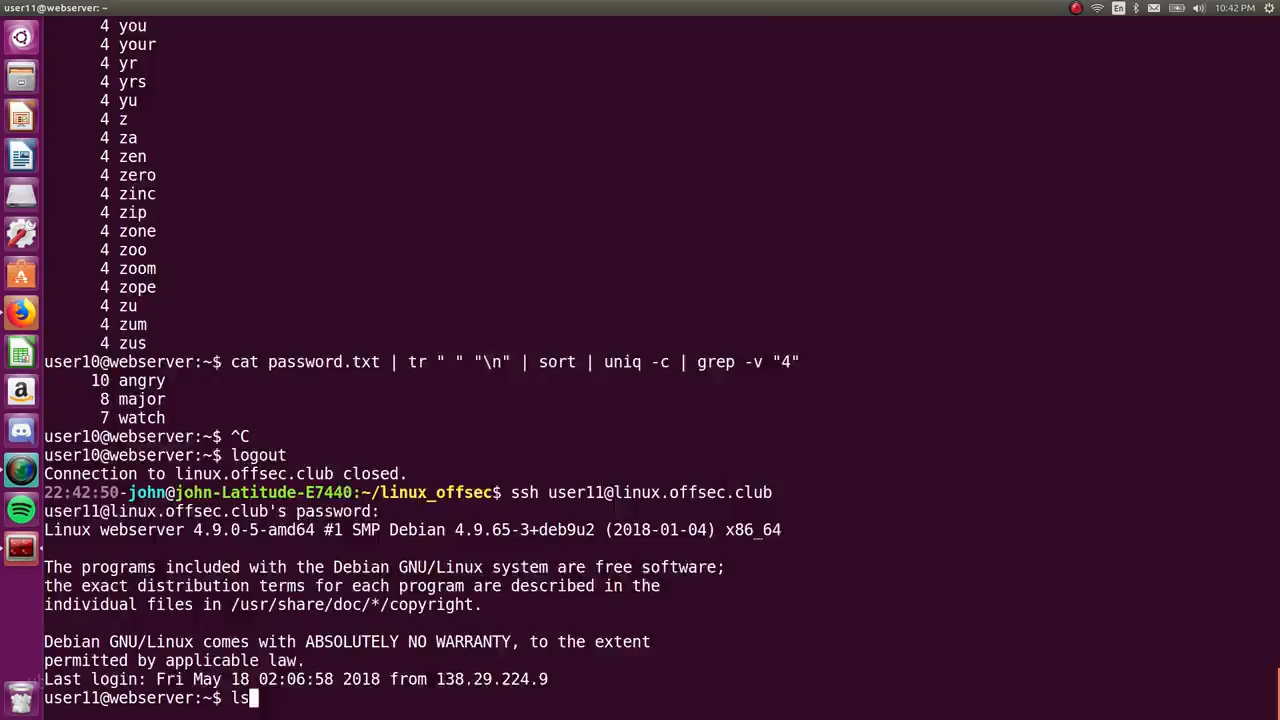 user11@webserver: ~
En
10:42 PM
4 you
4 your
4 yr
4 yrs
4 yu
4 z
4 za
4 zen
4 zero
4 zinc
4 zip
4 zone
4 zoo
4 zoom
4 zope
4 zu
4 zum
4 zus
user10@webserver:~$ cat password.txt | tr " " "\n" | sort | uniq -c | grep -v "4"
10 angry
8 major
7 watch
user10@webserver:~$ ^C
user10@webserver:~$ logout
Connection to linux.offsec.club closed.
22:42:50-john@john-Latitude-E7440:~/linux_offsec$ ssh user11@linux.offsec.club
user11@linux.offsec.club's password:
Linux webserver 4.9.0-5-amd64 #1 SMP Debian 4.9.65-3+deb9u2 (2018-01-04) x86_64
The programs included with the Debian GNU/Linux system are free software;
the exact distribution terms for each program are described in the
individual files in /usr/share/doc/*/copyright.
Debian GNU/Linux comes with ABSOLUTELY NO WARRANTY, to the extent
permitted by applicable law.
Last login: Fri May 18 02:06:58 2018 from 138.29.224.9
user11@webserver:~$ ls